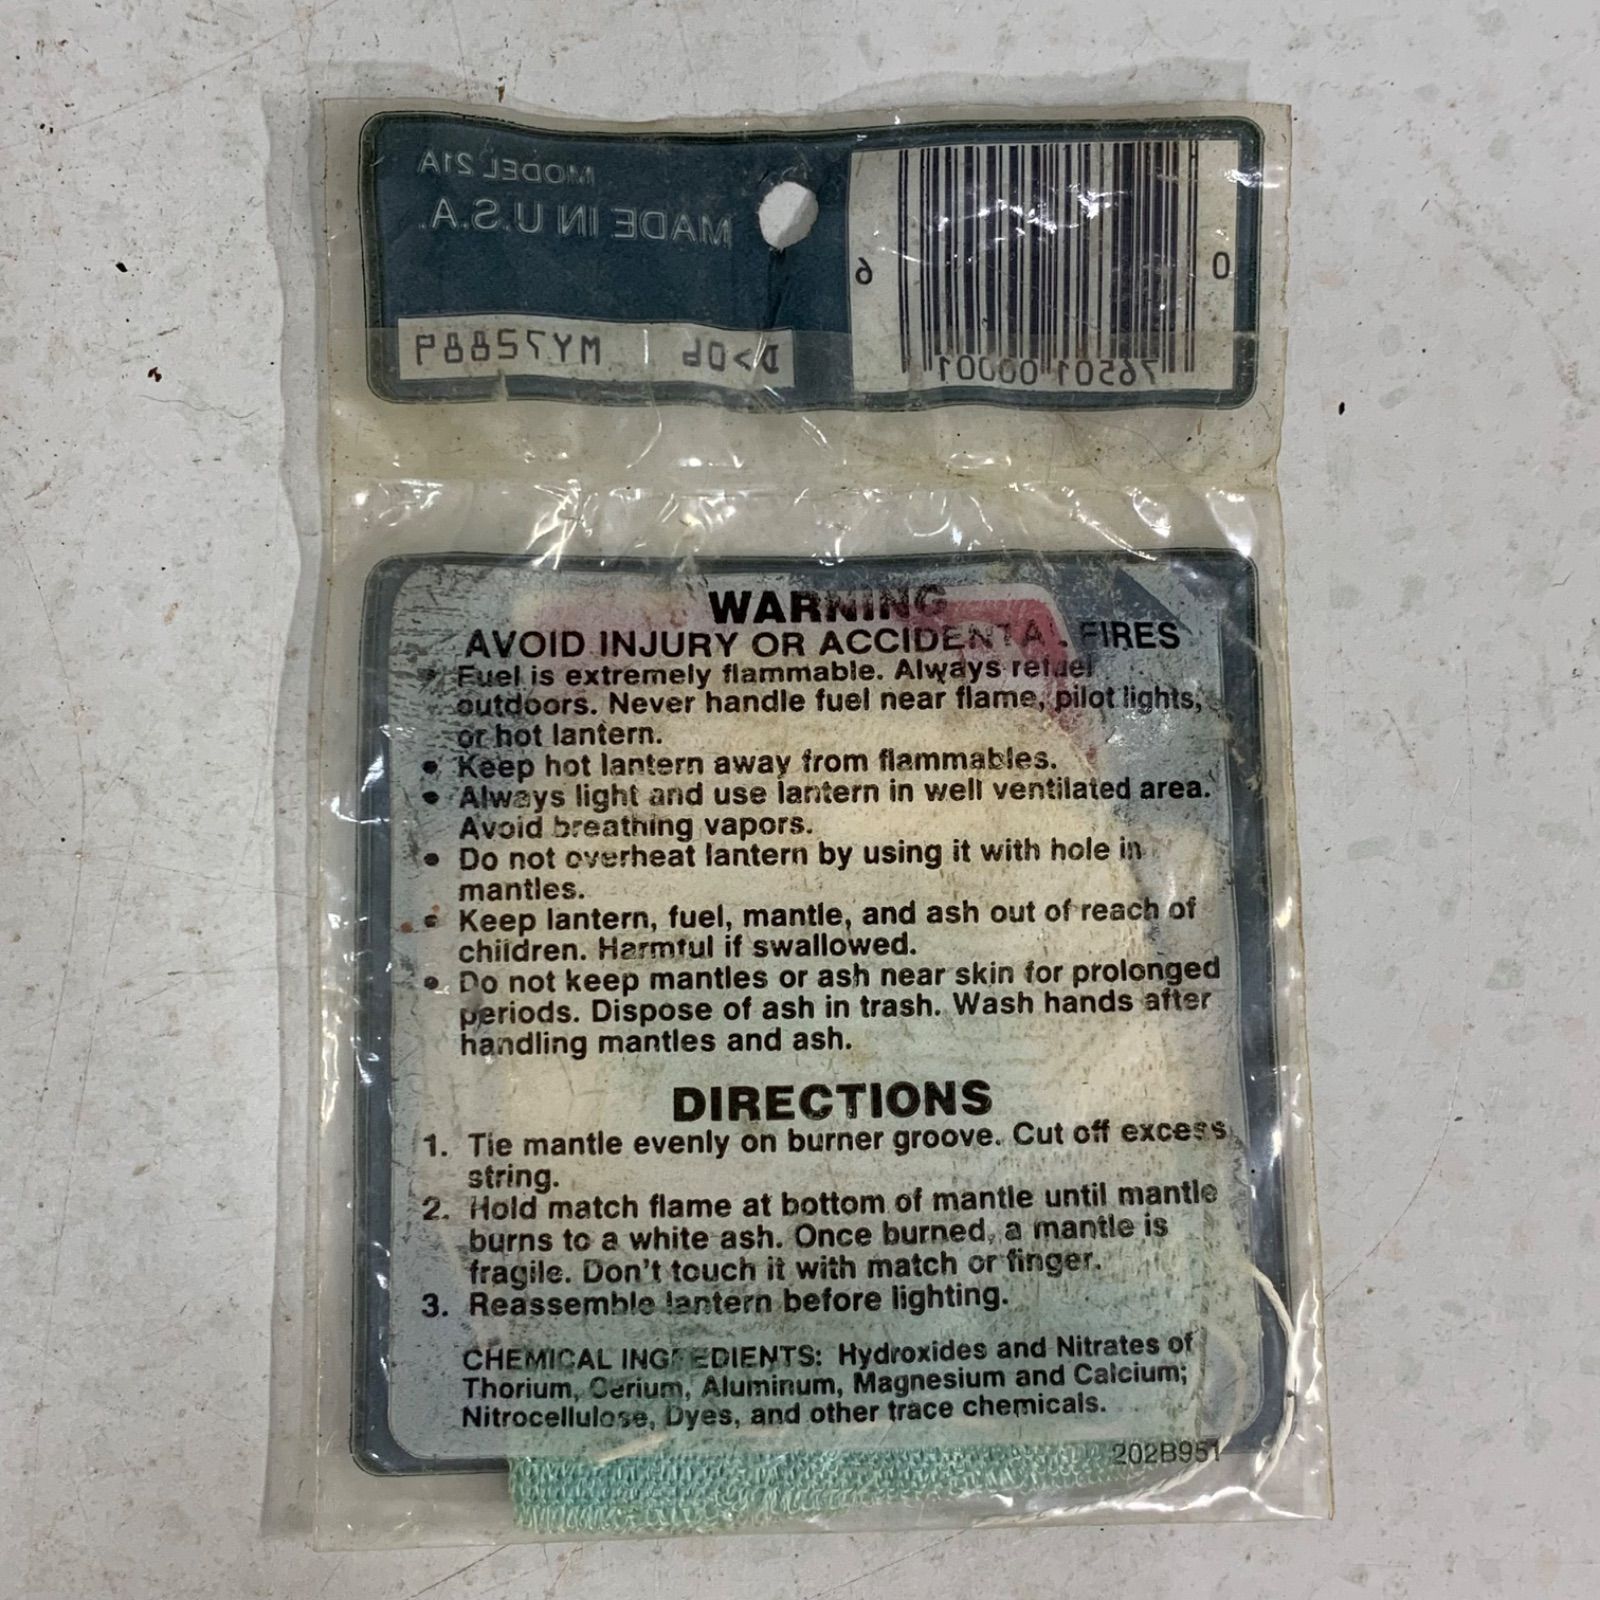 MODEL 21A
MADE IN U.S.A.
D>06 MY72889
0 76501 00001 6
WARNING
AVOID INJURY OR ACCIDENTAL FIRES
• Fuel is extremely flammable. Always refuel
outdoors. Never handle fuel near flame, pilot lights,
or hot lantern.
• Keep hot lantern away from flammables.
• Always light and use lantern in well ventilated area.
Avoid breathing vapors.
• Do not overheat lantern by using it with hole in
mantles.
• Keep lantern, fuel, mantle, and ash out of reach of
children. Harmful if swallowed.
• Do not keep mantles or ash near skin for prolonged
periods. Dispose of ash in trash. Wash hands after
handling mantles and ash.
DIRECTIONS
1. Tie mantle evenly on burner groove. Cut off excess
string.
2. Hold match flame at bottom of mantle until mantle
burns to a white ash. Once burned, a mantle is
fragile. Don't touch it with match or finger.
3. Reassemble lantern before lighting.
CHEMICAL INGREDIENTS: Hydroxides and Nitrates of
Thorium, Cerium, Aluminum, Magnesium and Calcium;
Nitrocellulose, Dyes, and other trace chemicals.
202B951